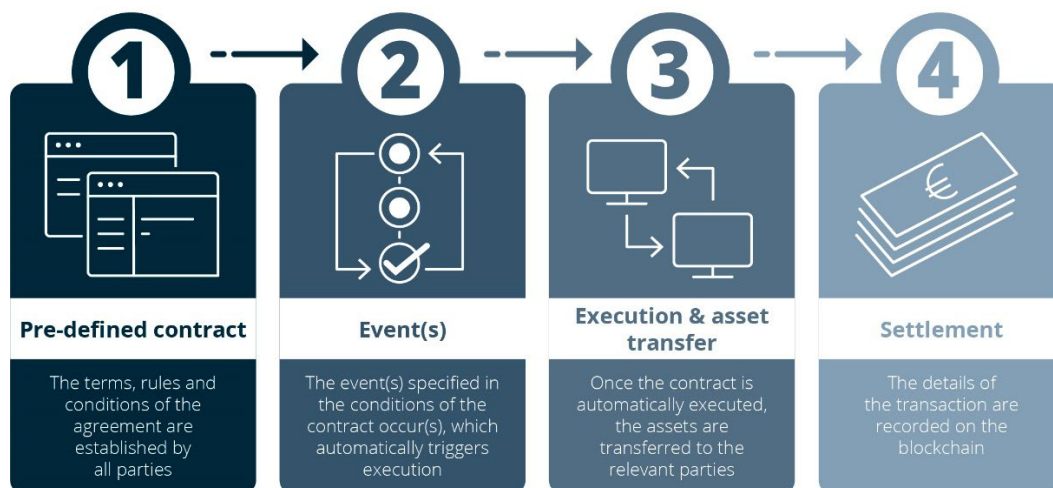 1
2
3
4
Pre-defined contract
The terms, rules and
conditions of the
agreement are
established by
all parties
Event(s)
The event(s) specified in
the conditions of the
contract occur(s), which
automatically triggers
execution
Execution & asset
transfer
Once the contract is
automatically executed,
the assets are
transferred to the
relevant parties
€
Settlement
The details of
the transaction are
recorded on the
blockchain